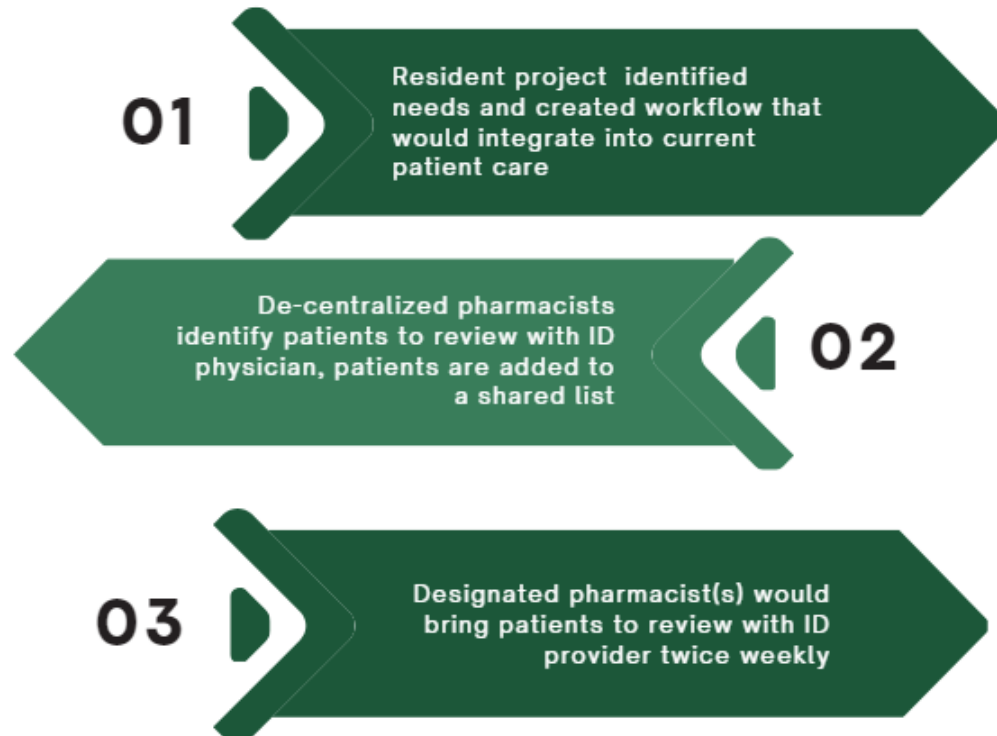 01
Resident project identified
needs and created workflow that
would integrate into current
patient care
De-centralized pharmacists
identify patients to review with ID
physician, patients are added to
a shared list
02
03
Designated pharmacist(s) would
bring patients to review with ID
provider twice weekly